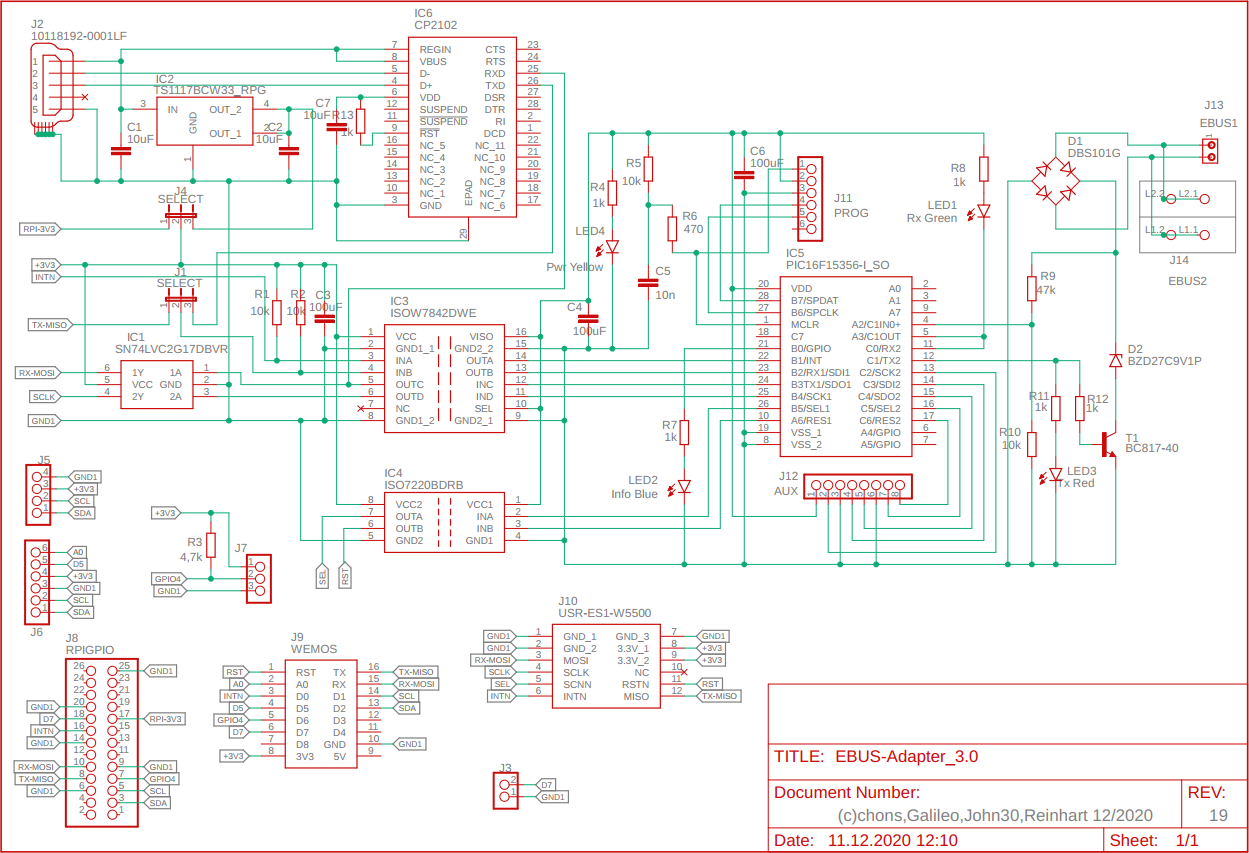 J2
10118192-0001LF
1
2
3
4
5
IC6
CP2102
7 REGIN CTS 23
8 VBUS RTS 24
5 D- RXD 25
4 D+ TXD 26
6 VDD DSR 27
12 SUSPEND DTR 28
11 SUSPEND RI 2
9 RST DCD 1
16 NC_5 NC_11 22
15 NC_4 NC_10 21
14 NC_3 NC_9 20
13 NC_2 NC_8 19
10 NC_1 NC_7 18
3 GND NC_6 17
EPAD
29
IC2
TS1117BCW33_RPG
3 IN OUT_2 4
GND OUT_1 2
1
C1
10uF
C2
10uF
C7
10uF
R13
1k
J4
SELECT
1 2 3
RPI-3V3
+3V3
INTN
J1
SELECT
1 2 3
TX-MISO
IC1
SN74LVC2G17DBVR
RX-MOSI 6 1Y 1A 1
5 VCC GND 2
SCLK 4 2Y 2A 3
GND1
R1
10k
R2
10k
C3
100uF
IC3
ISOW7842DWE
1 VCC VISO 16
2 GND1_1 GND2_2 15
3 INA OUTA 14
4 INB OUTB 13
5 OUTC INC 12
6 OUTD IND 11
7 NC SEL 10
8 GND1_2 GND2_1 9
IC4
ISO7220BDRB
8 VCC2 VCC1 1
7 OUTA INA 2
6 OUTB INB 3
5 GND2 GND1 4
SEL
RST
R4
1k
R5
10k
R6
470
LED4
Pwr Yellow
C5
10n
C4
100uF
C6
100uF
J11
PROG
1
2
3
4
5
6
IC5
PIC16F15356-I_SO
20 VDD A0 2
28 B7/SPDAT A1 3
27 B6/SPCLK A7 9
1 MCLR A2/C1IN0+ 4
18 C7 A3/C1OUT 5
21 B0/GPIO C0/RX2 11
22 B1/INT C1/TX2 12
23 B2/RX1/SDI1 C2/SCK2 13
24 B3TX1/SDO1 C3/SDI2 14
25 B4/SCK1 C4/SDO2 15
26 B5/SEL1 C5/SEL2 16
10 A6/RES1 C6/RES2 17
19 VSS_1 A4/GPIO 6
8 VSS_2 A5/GPIO 7
R7
1k
LED2
Info Blue
J12
AUX
1 2 3 4 5 6 7 8
R8
1k
LED1
Rx Green
D1
DBS101G
J13
EBUS1
1
L2.2 L2.1
L1.2 L1.1
J14
EBUS2
R9
47k
D2
BZD27C9V1P
R11
1k
R12
1k
R10
10k
T1
BC817-40
LED3
Tx Red
J5
4 GND1
3 +3V3
2 SCL
1 SDA
J6
6 A0
5 D5
4 +3V3
3 GND1
2 SCL
1 SDA
+3V3
R3
4,7k
GPIO4
GND1
J7
1
2
3
J8
RPIGPIO
26 25 GND1
24 23
22 21
GND1 20 19
D7 18 17 RPI-3V3
INTN 16 15
GND1 14 13
12 11
RX-MOSI 10 9 GND1
TX-MISO 8 7 GPIO4
GND1 6 5 SCL
4 3 SDA
2 1
J9
WEMOS
RST 1 RST TX 16 TX-MISO
A0 2 A0 RX 15 RX-MOSI
INTN 3 D0 D1 14 SCL
D5 4 D5 D2 13 SDA
GPIO4 5 D6 D3 12
D7 6 D7 D4 11
7 D8 GND 10 GND1
+3V3 8 3V3 5V 9
J10
USR-ES1-W5500
GND1 1 GND_1 GND_3 7 GND1
GND1 2 GND_2 3.3V_1 8 +3V3
RX-MOSI 3 MOSI 3.3V_2 9 +3V3
SCLK 4 SCLK NC 10
SEL 5 SCNN RSTN 11 RST
INTN 6 INTN MISO 12 TX-MISO
J3
2 D7
1 GND1
TITLE: EBUS-Adapter_3.0
Document Number:
(c)chons,Galileo,John30,Reinhart 12/2020
REV:
19
Date: 11.12.2020 12:10
Sheet: 1/1